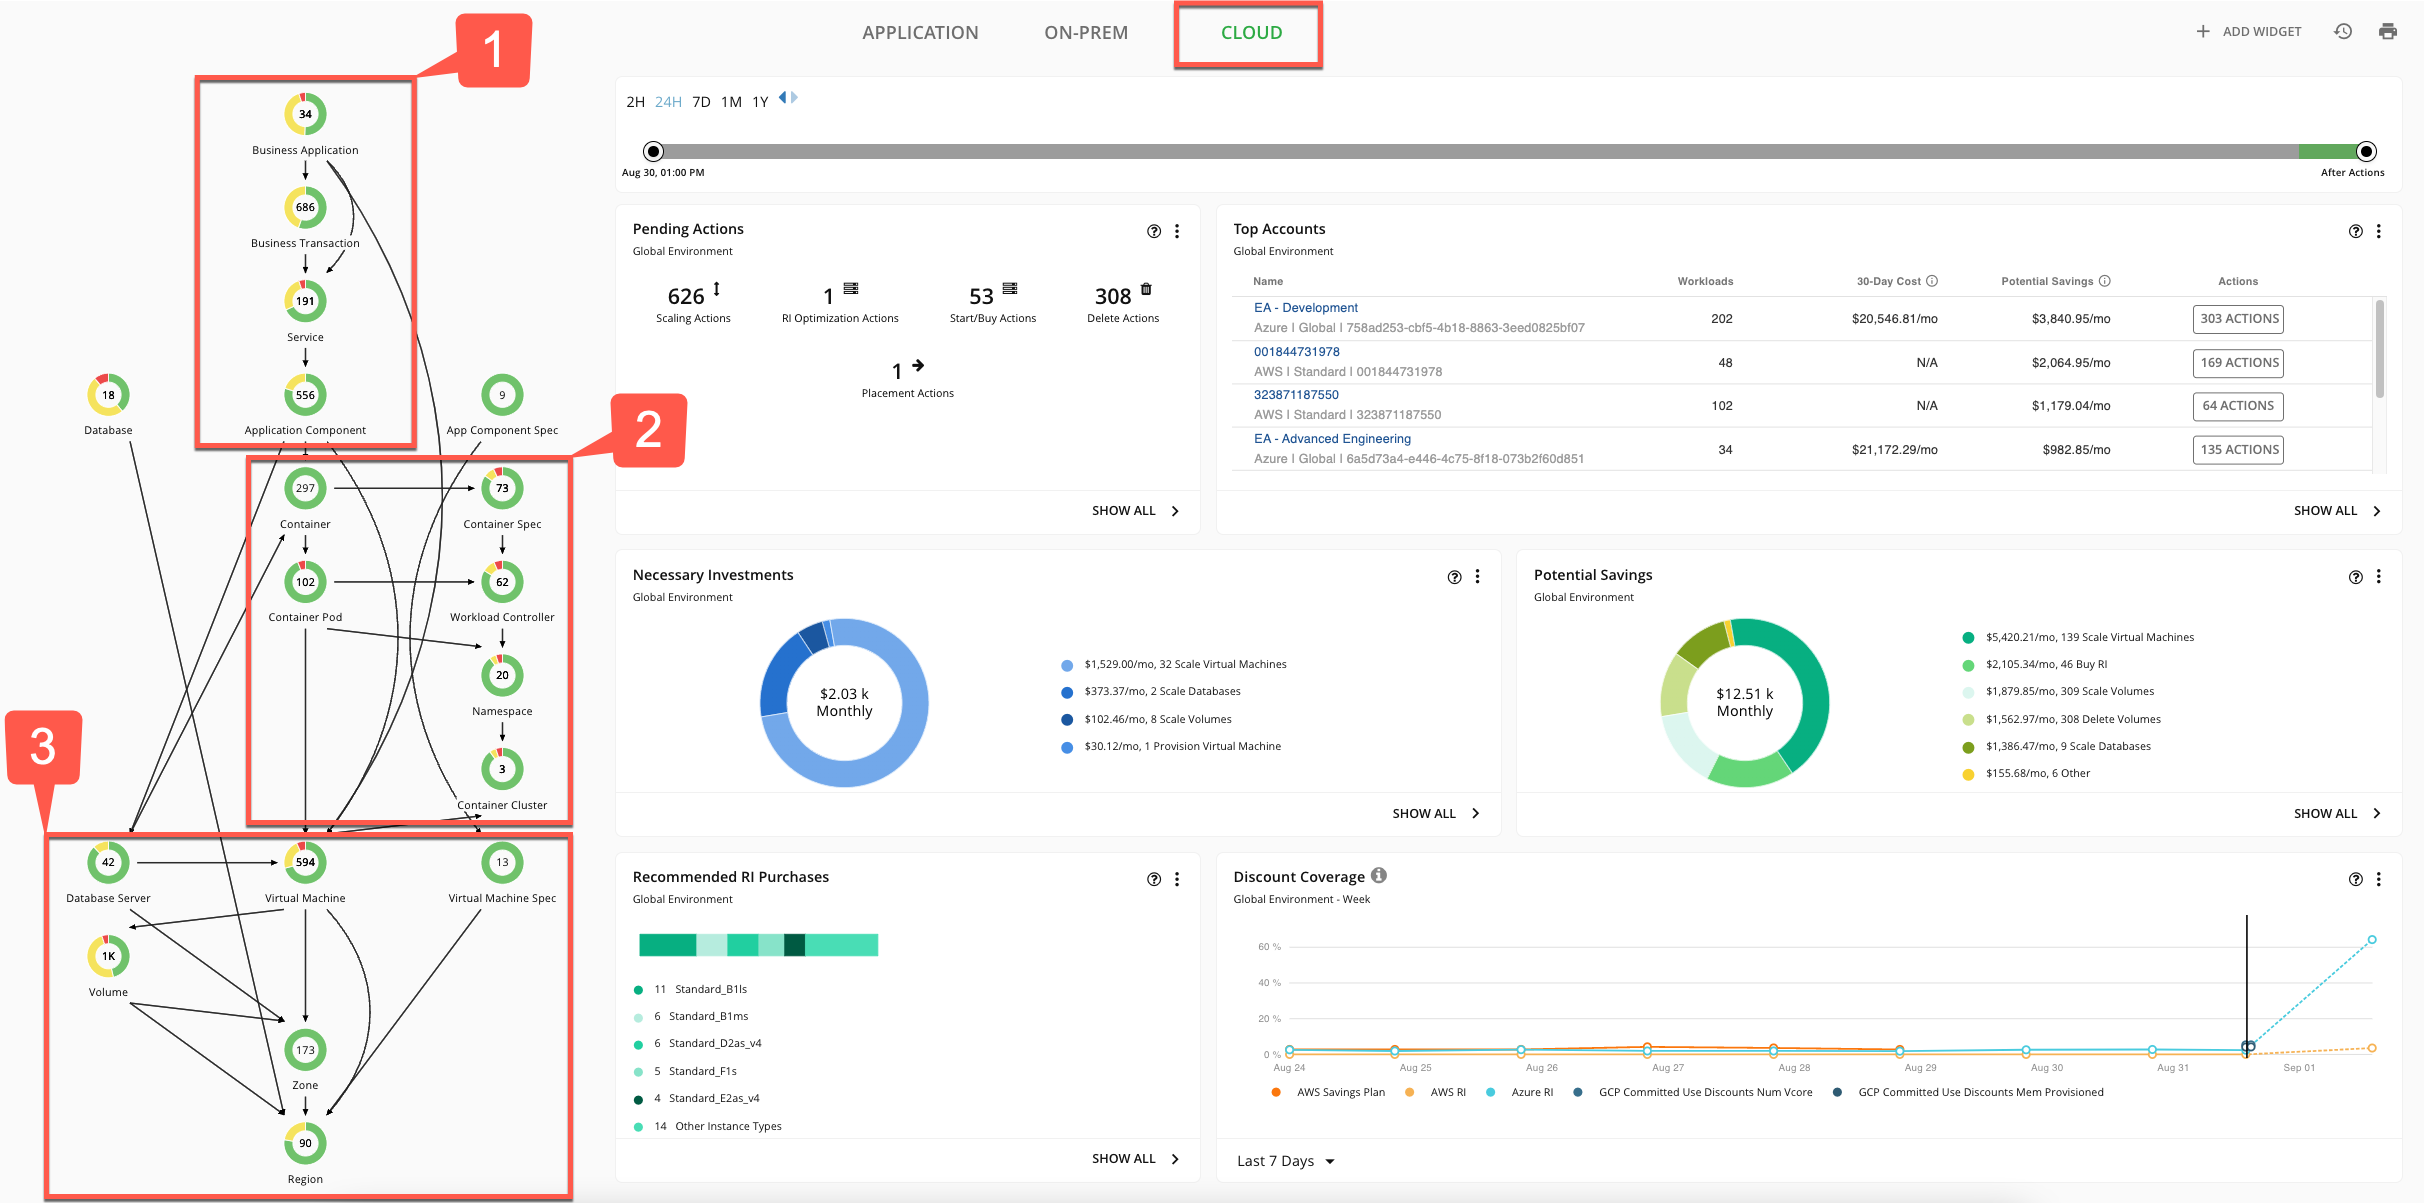 APPLICATION
ON-PREM
CLOUD
ADD WIDGET
1
34
Business Application
686
Business Transaction
191
Service
18
Database
556
Application Component
9
App Component Spec
2
297
Container
73
Container Spec
102
Container Pod
62
Workload Controller
20
Namespace
3
Container Cluster
3
42
Database Server
594
Virtual Machine
13
Virtual Machine Spec
1K
Volume
173
Zone
90
Region
2H 24H 7D 1M 1Y
Aug 30, 01:00 PM
After Actions
Pending Actions
Global Environment
626
Scaling Actions
1
RI Optimization Actions
53
Start/Buy Actions
308
Delete Actions
1
Placement Actions
SHOW ALL
Top Accounts
Global Environment
Name Workloads 30-Day Cost Potential Savings Actions
EA - Development
Azure | Global | 758ad253-cbf5-4b18-8863-3eed0825bf07
202 $20,546.81/mo $3,840.95/mo 303 ACTIONS
001844731978
AWS | Standard | 001844731978
48 N/A $2,064.95/mo 169 ACTIONS
323871187550
AWS | Standard | 323871187550
102 N/A $1,179.04/mo 64 ACTIONS
EA - Advanced Engineering
Azure | Global | 6a5d73a4-e446-4c75-8f18-073b2f60d851
34 $21,172.29/mo $982.85/mo 135 ACTIONS
SHOW ALL
Necessary Investments
Global Environment
$2.03 k
Monthly
$1,529.00/mo, 32 Scale Virtual Machines
$373.37/mo, 2 Scale Databases
$102.46/mo, 8 Scale Volumes
$30.12/mo, 1 Provision Virtual Machine
SHOW ALL
Potential Savings
Global Environment
$12.51 k
Monthly
$5,420.21/mo, 139 Scale Virtual Machines
$2,105.34/mo, 46 Buy RI
$1,879.85/mo, 309 Scale Volumes
$1,562.97/mo, 308 Delete Volumes
$1,386.47/mo, 9 Scale Databases
$155.68/mo, 6 Other
SHOW ALL
Recommended RI Purchases
Global Environment
11 Standard_B1ls
6 Standard_B1ms
6 Standard_D2as_v4
5 Standard_F1s
4 Standard_E2as_v4
14 Other Instance Types
SHOW ALL
Discount Coverage
Global Environment - Week
60 %
40 %
20 %
0 %
Aug 24 Aug 25 Aug 26 Aug 27 Aug 28 Aug 29 Aug 30 Aug 31 Sep 01
AWS Savings Plan AWS RI Azure RI GCP Committed Use Discounts Num Vcore GCP Committed Use Discounts Mem Provisioned
Last 7 Days